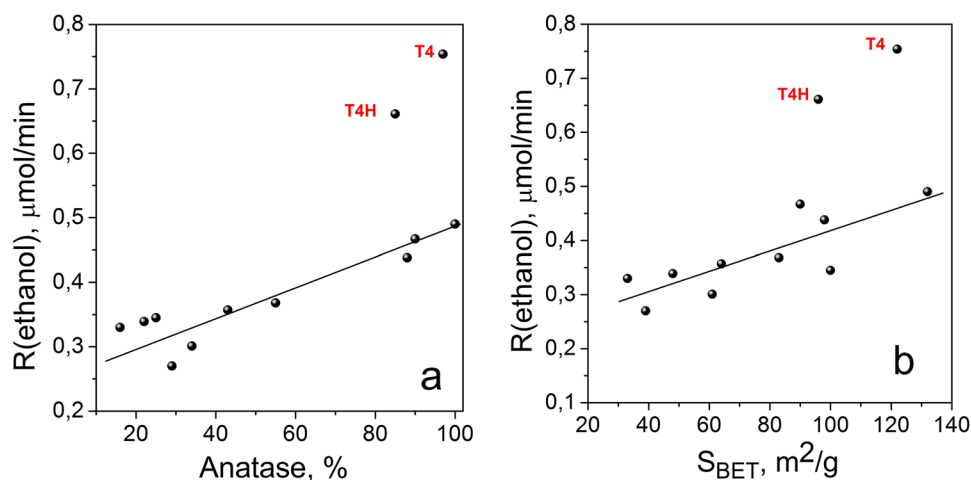 R(ethanol), μmol/min
0,8
0,7
0,6
0,5
0,4
0,3
0,2
T4
T4H
a
20 40 60 80 100
Anatase, %
R(ethanol), μmol/min
0,8
0,7
0,6
0,5
0,4
0,3
0,2
0,1
T4
T4H
b
20 40 60 80 100 120 140
S_BET, m²/g